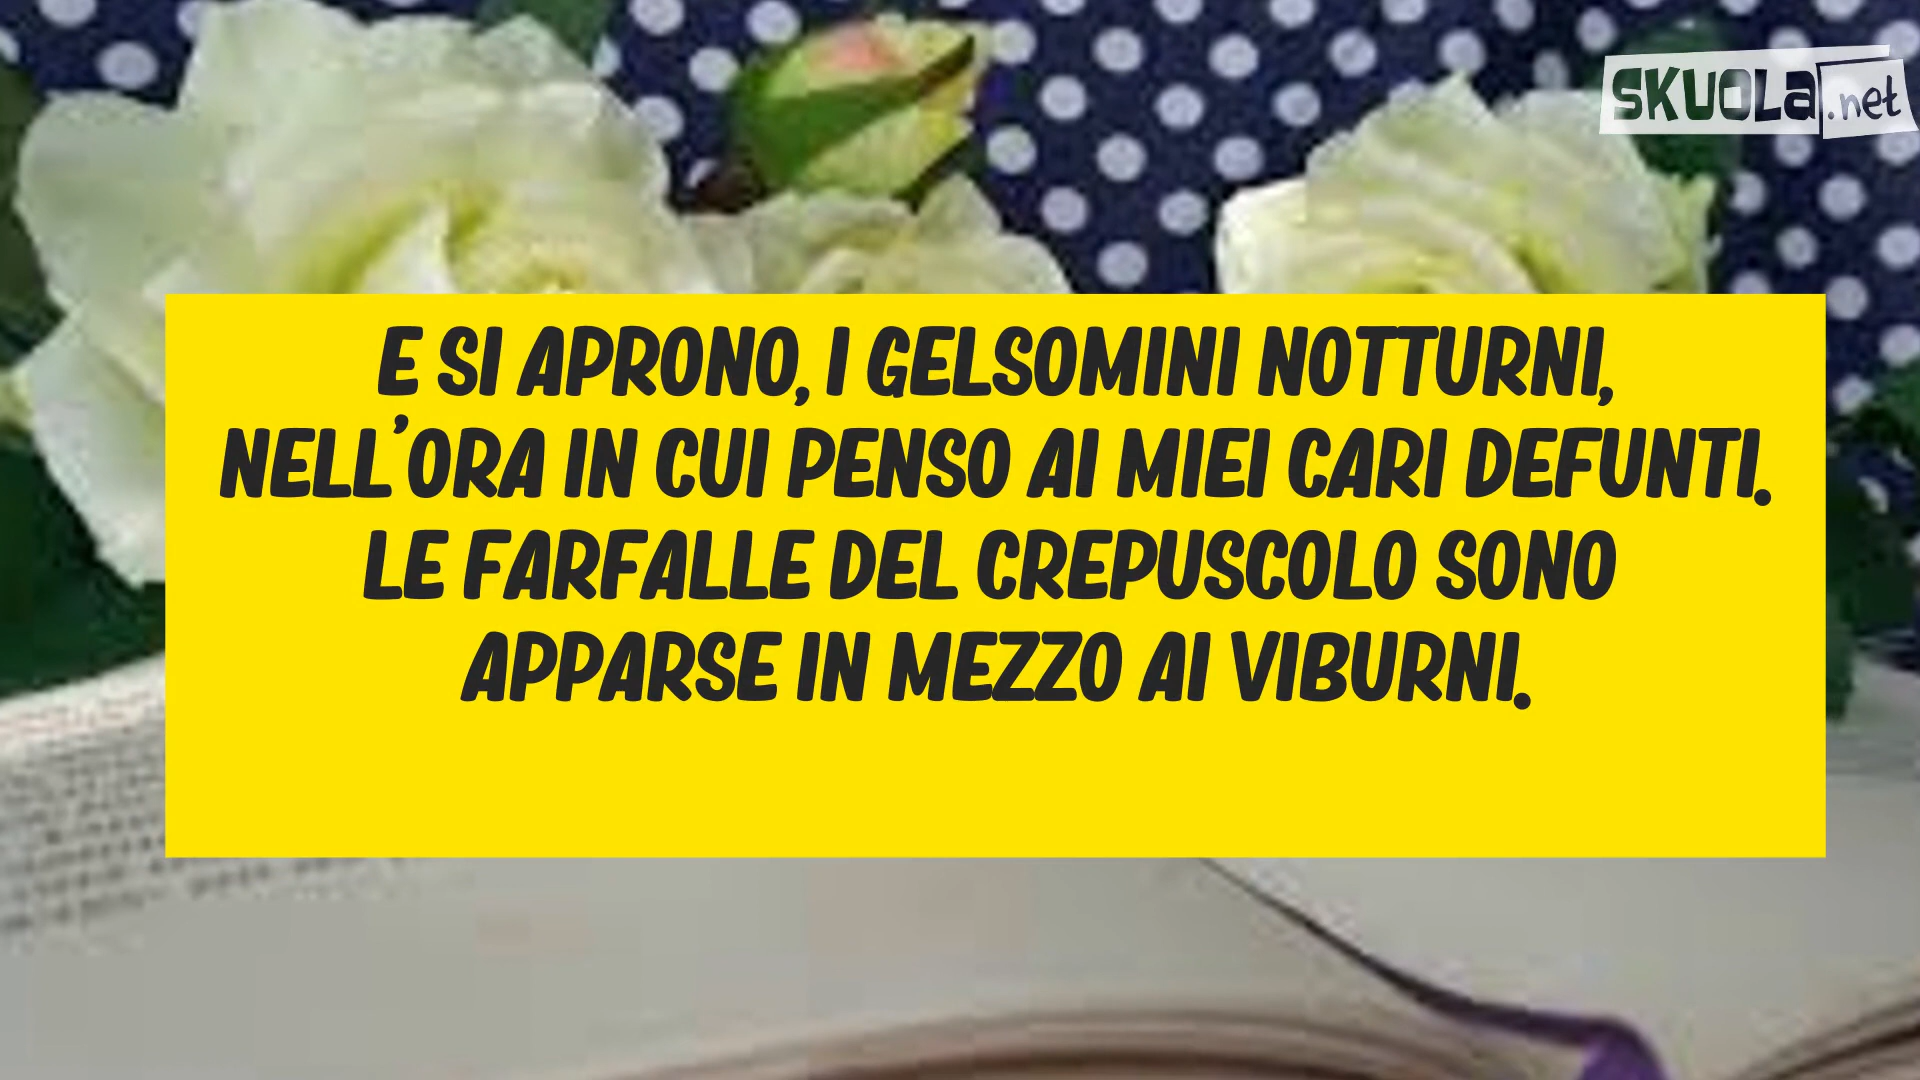 SKUOLA.net
E SI APRONO, I GELSOMINI NOTTURNI,
NELL'ORA IN CUI PENSO AI MIEI CARI DEFUNTI.
LE FARFALLE DEL CREPUSCOLO SONO
APPARSE IN MEZZO AI VIBURNI.